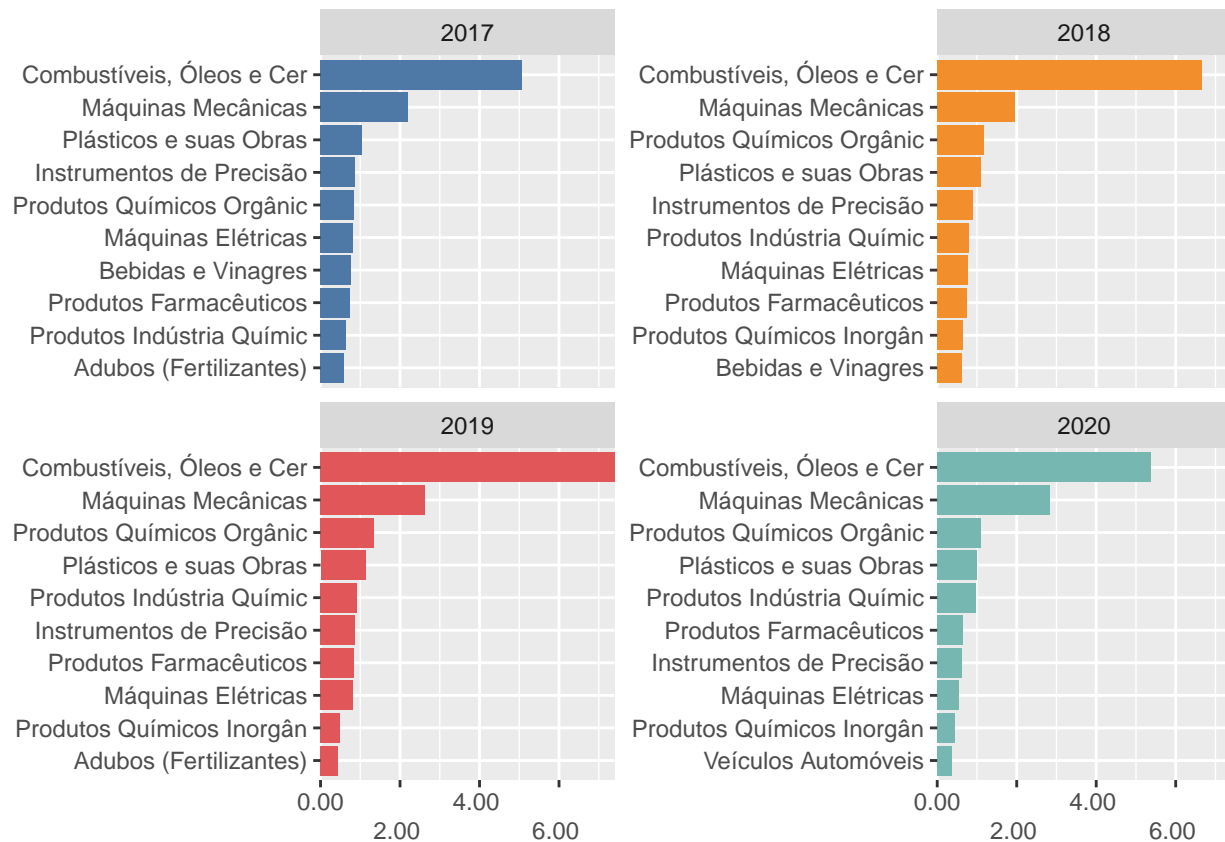 2017
Combustíveis, Óleos e Cer
Máquinas Mecânicas
Plásticos e suas Obras
Instrumentos de Precisão
Produtos Químicos Orgânic
Máquinas Elétricas
Bebidas e Vinagres
Produtos Farmacêuticos
Produtos Indústria Químic
Adubos (Fertilizantes)
2018
Combustíveis, Óleos e Cer
Máquinas Mecânicas
Produtos Químicos Orgânic
Plásticos e suas Obras
Instrumentos de Precisão
Produtos Indústria Químic
Máquinas Elétricas
Produtos Farmacêuticos
Produtos Químicos Inorgân
Bebidas e Vinagres
2019
Combustíveis, Óleos e Cer
Máquinas Mecânicas
Produtos Químicos Orgânic
Plásticos e suas Obras
Produtos Indústria Químic
Instrumentos de Precisão
Produtos Farmacêuticos
Máquinas Elétricas
Produtos Químicos Inorgân
Adubos (Fertilizantes)
0.00 4.00
2.00 6.00
2020
Combustíveis, Óleos e Cer
Máquinas Mecânicas
Produtos Químicos Orgânic
Plásticos e suas Obras
Produtos Indústria Químic
Produtos Farmacêuticos
Instrumentos de Precisão
Máquinas Elétricas
Produtos Químicos Inorgân
Veículos Automóveis
0.00 4.00
2.00 6.00